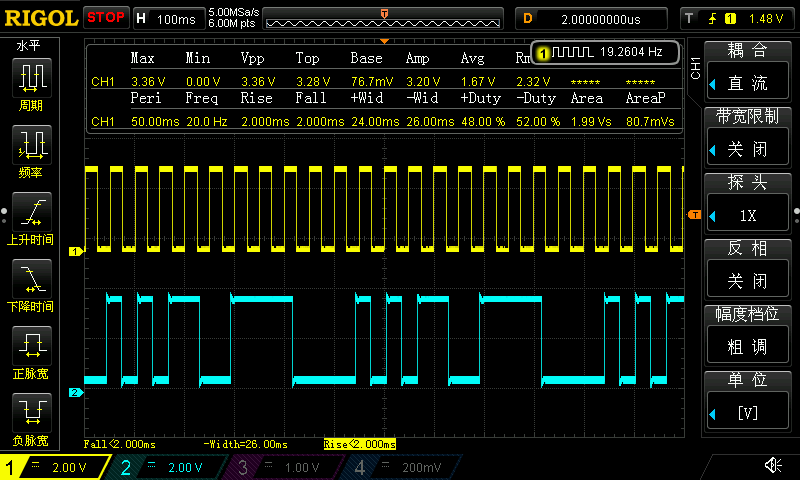 RIGOL STOP H 100ms 5.00MSa/s 6.00M pts D 2.00000000us T 1 1.48 V
水平
周期
频率
上升时间
下降时间
正脉宽
负脉宽
1 19.2604 Hz
Max Min Vpp Top Base Amp Avg Rm
CH1 3.36 V 0.00 V 3.36 V 3.28 V 76.7mV 3.20 V 1.67 V 2.32 V ***** *****
Peri Freq Rise Fall +Wid -Wid +Duty -Duty Area AreaP
CH1 50.00ms 20.0 Hz 2.000ms 2.000ms 24.00ms 26.00ms 48.00 % 52.00 % 1.99 Vs 80.7mVs
T
1
2
Fall<2.000ms -Width=26.00ms Rise<2.000ms
CH1
耦 合
直 流
带宽限制
关 闭
探 头
1X
反 相
关 闭
幅度档位
粗 调
单 位
[V]
1 2.00 V 2 2.00 V 3 1.00 V 4 200mV